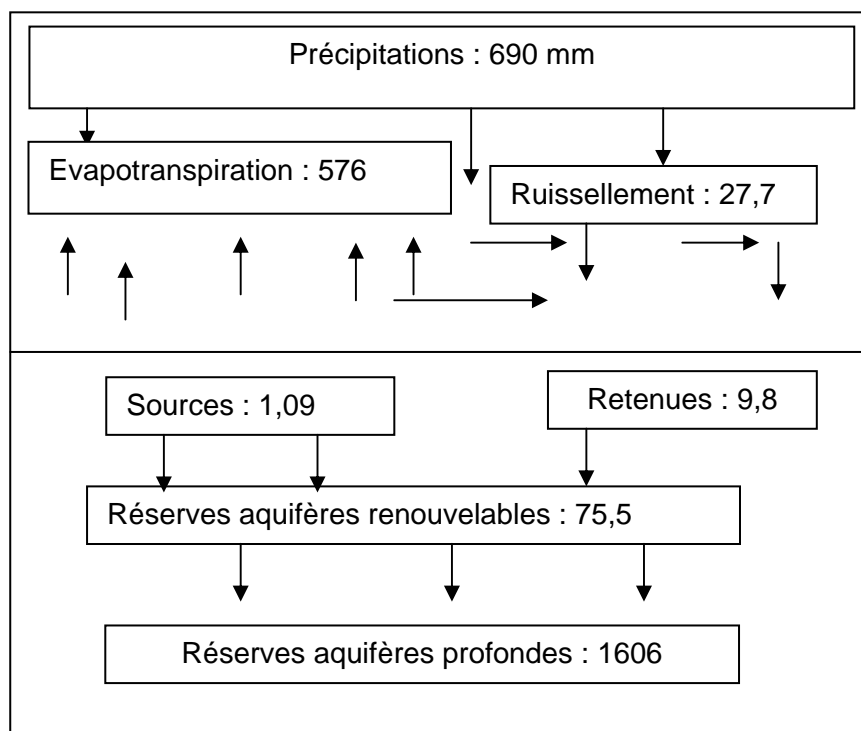 Précipitations : 690 mm
Evapotranspiration : 576
Ruissellement : 27,7
Sources : 1,09
Retenues : 9,8
Réserves aquifères renouvelables : 75,5
Réserves aquifères profondes : 1606